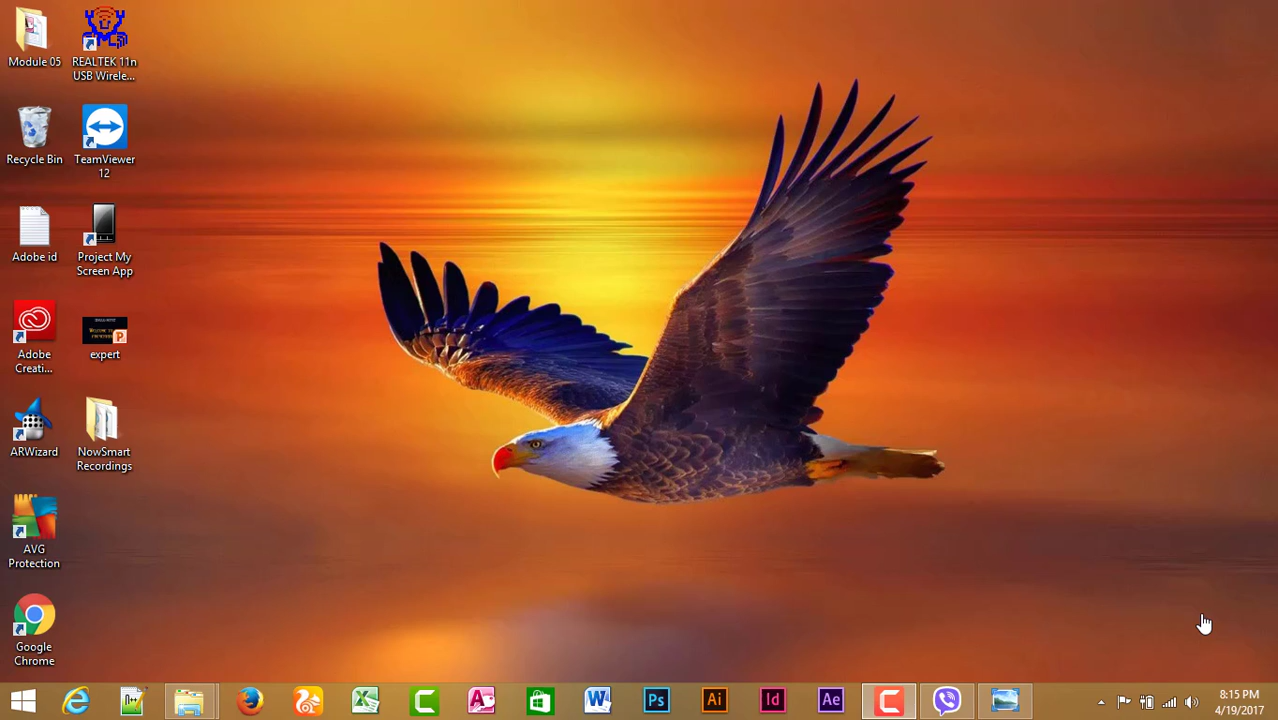 Module 05
REALTEK 11n
USB Wirele...
Recycle Bin
TeamViewer
12
Adobe id
Project My
Screen App
Adobe
Creati...
expert
ARWizard
NowSmart
Recordings
AVG
Protection
Google
Chrome
Ps
Ai
Id
Ae
8:15 PM
4/19/2017